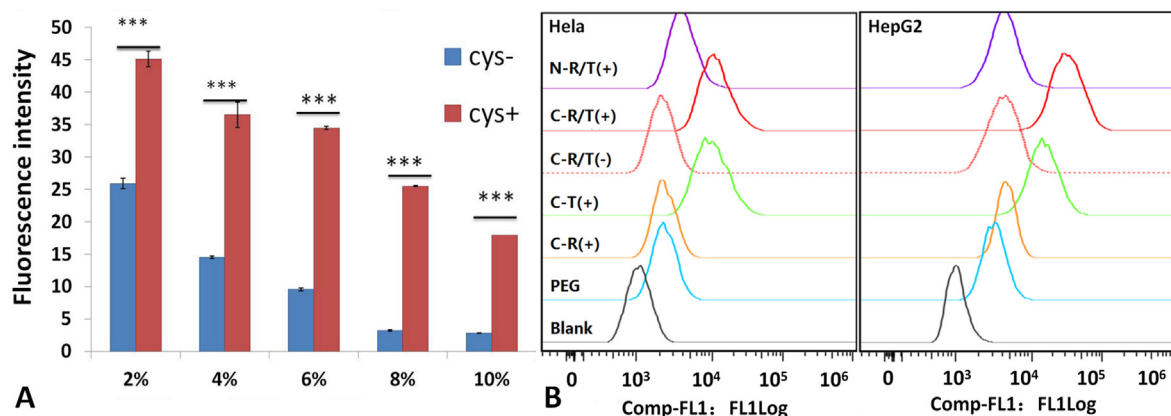 Fluorescence intensity
50
45
40
35
30
25
20
15
10
5
0
***
***
***
***
***
cys-
cys+
2% 4% 6% 8% 10%
A
Hela
N-R/T(+)
C-R/T(+)
C-R/T(-)
C-T(+)
C-R(+)
PEG
Blank
0 10³ 10⁴ 10⁵ 10⁶
Comp-FL1: FL1Log
B
HepG2
0 10³ 10⁴ 10⁵ 10⁶
Comp-FL1: FL1Log